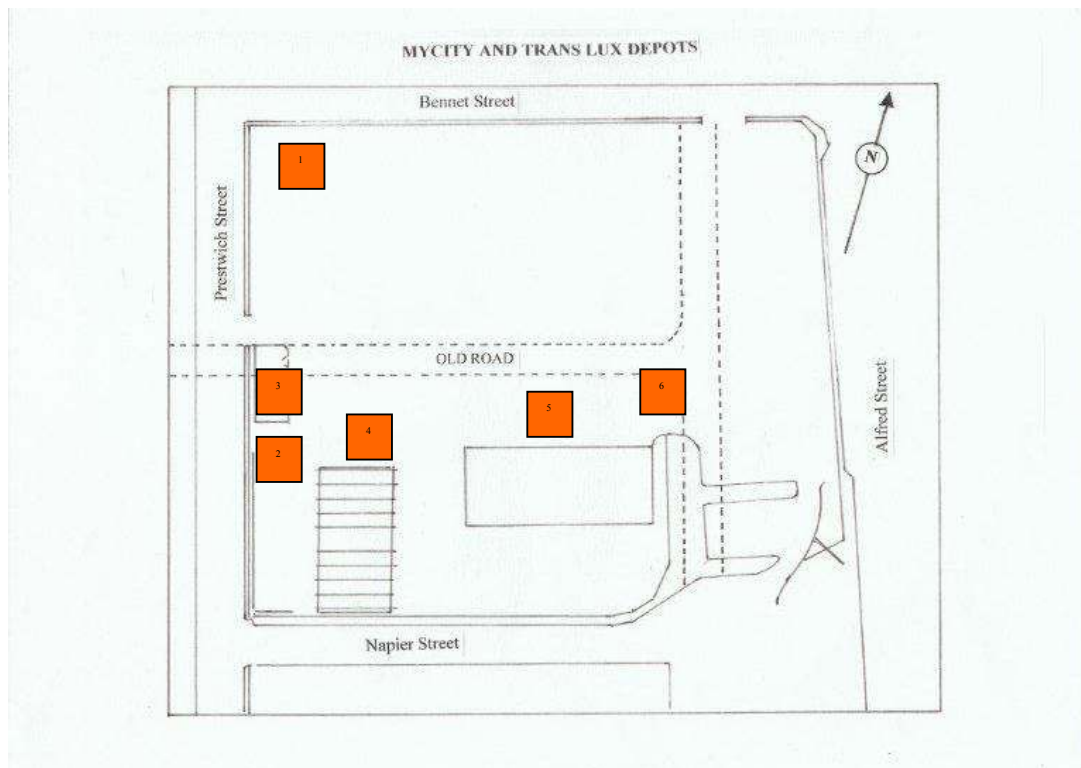 MYCITY AND TRANS LUX DEPOTS
Bennet Street
1
N
Prestwich Street
OLD ROAD
3
6
5
4
2
Alfred Street
Napier Street